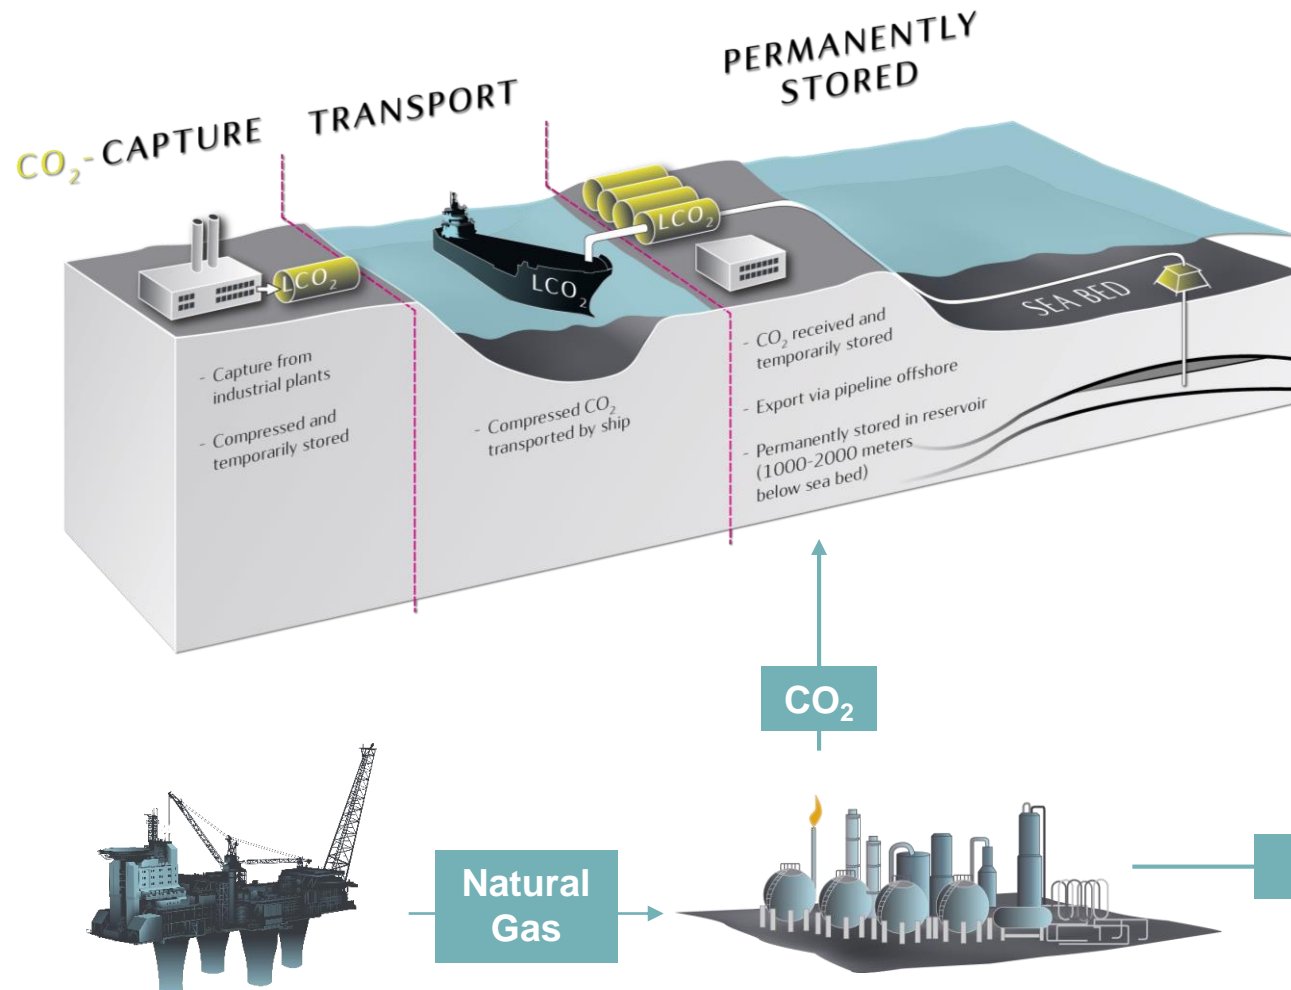 CO₂-CAPTURE
TRANSPORT
PERMANENTLY
STORED
LCO₂
LCO₂
LCO₂
SEA BED
- Capture from
industrial plants
- Compressed and
temporarily stored
- Compressed CO₂
transported by ship
- CO₂ received and
temporarily stored
- Export via pipeline offshore
- Permanently stored in reservoir
(1000-2000 meters
below sea bed)
CO₂
Natural
Gas